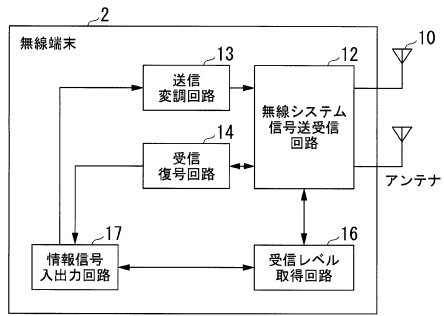 2
無線端末
10
13
送信
変調回路
12
無線システム
信号送受信
回路
14
受信
復号回路
アンテナ
17
情報信号
入出力回路
16
受信レベル
取得回路